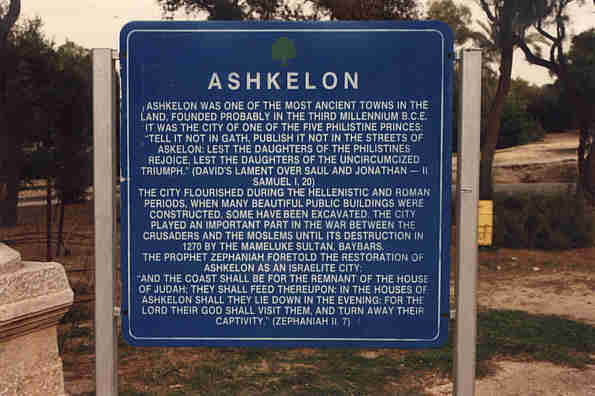 ASHKELON
ASHKELON WAS ONE OF THE MOST ANCIENT TOWNS IN THE
LAND, FOUNDED PROBABLY IN THE THIRD MILLENNIUM B.C.E.
IT WAS THE CITY OF ONE OF THE FIVE PHILISTINE PRINCES:
"TELL IT NOT IN GATH, PUBLISH IT NOT IN THE STREETS OF
ASKELON: LEST THE DAUGHTERS OF THE PHILISTINES
REJOICE, LEST THE DAUGHTERS OF THE UNCIRCUMCIZED
TRIUMPH." (DAVID'S LAMENT OVER SAUL AND JONATHAN — II
SAMUEL I, 20)
THE CITY FLOURISHED DURING THE HELLENISTIC AND ROMAN
PERIODS, WHEN MANY BEAUTIFUL PUBLIC BUILDINGS WERE
CONSTRUCTED. SOME HAVE BEEN EXCAVATED. THE CITY
PLAYED AN IMPORTANT PART IN THE WAR BETWEEN THE
CRUSADERS AND THE MOSLEMS UNTIL ITS DESTRUCTION IN
1270 BY THE MAMELUKE SULTAN, BAYBARS.
THE PROPHET ZEPHANIAH FORETOLD THE RESTORATION OF
ASHKELON AS AN ISRAELITE CITY:
"AND THE COAST SHALL BE FOR THE REMNANT OF THE HOUSE
OF JUDAH; THEY SHALL FEED THEREUPON: IN THE HOUSES OF
ASHKELON SHALL THEY LIE DOWN IN THE EVENING: FOR THE
LORD THEIR GOD SHALL VISIT THEM, AND TURN AWAY THEIR
CAPTIVITY." (ZEPHANIAH II, 7)